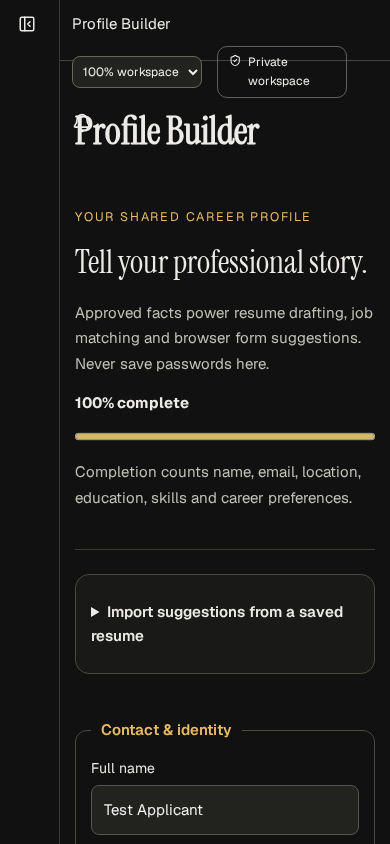 Profile Builder
100% workspace
Private
workspace
Profile Builder
YOUR SHARED CAREER PROFILE
Tell your professional story.
Approved facts power resume drafting, job
matching and browser form suggestions.
Never save passwords here.
100% complete
Completion counts name, email, location,
education, skills and career preferences.
Import suggestions from a saved
resume
Contact & identity
Full name
Test Applicant